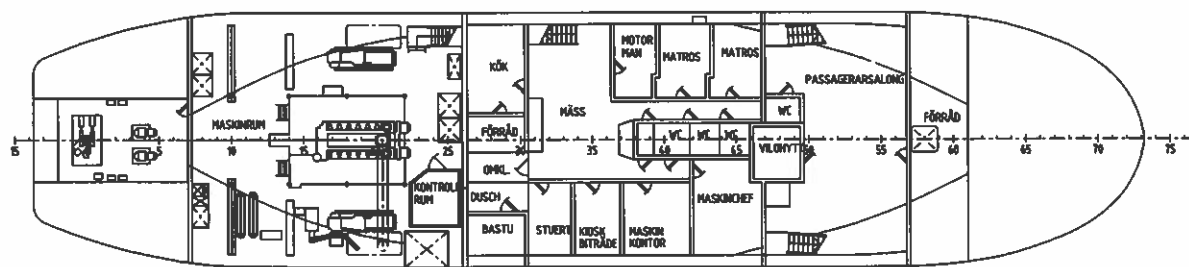 MOTOR
MAN
MATROS
MATROS
KÖK
PASSAGERARSALONG
MÄSS
WC
MASKINRUM
FÖRRÅD
FÖRRÅD
WC
WC
WC
VILOHYTT
15
5
10
15
25
30
35
40
45
50
55
60
65
70
75
OMKL.
KONTROLL
RUM
DUSCH
MASKINCHEF
BASTU
STUERT
KIOSK
BITRÄDE
MASKIN
KONTOR